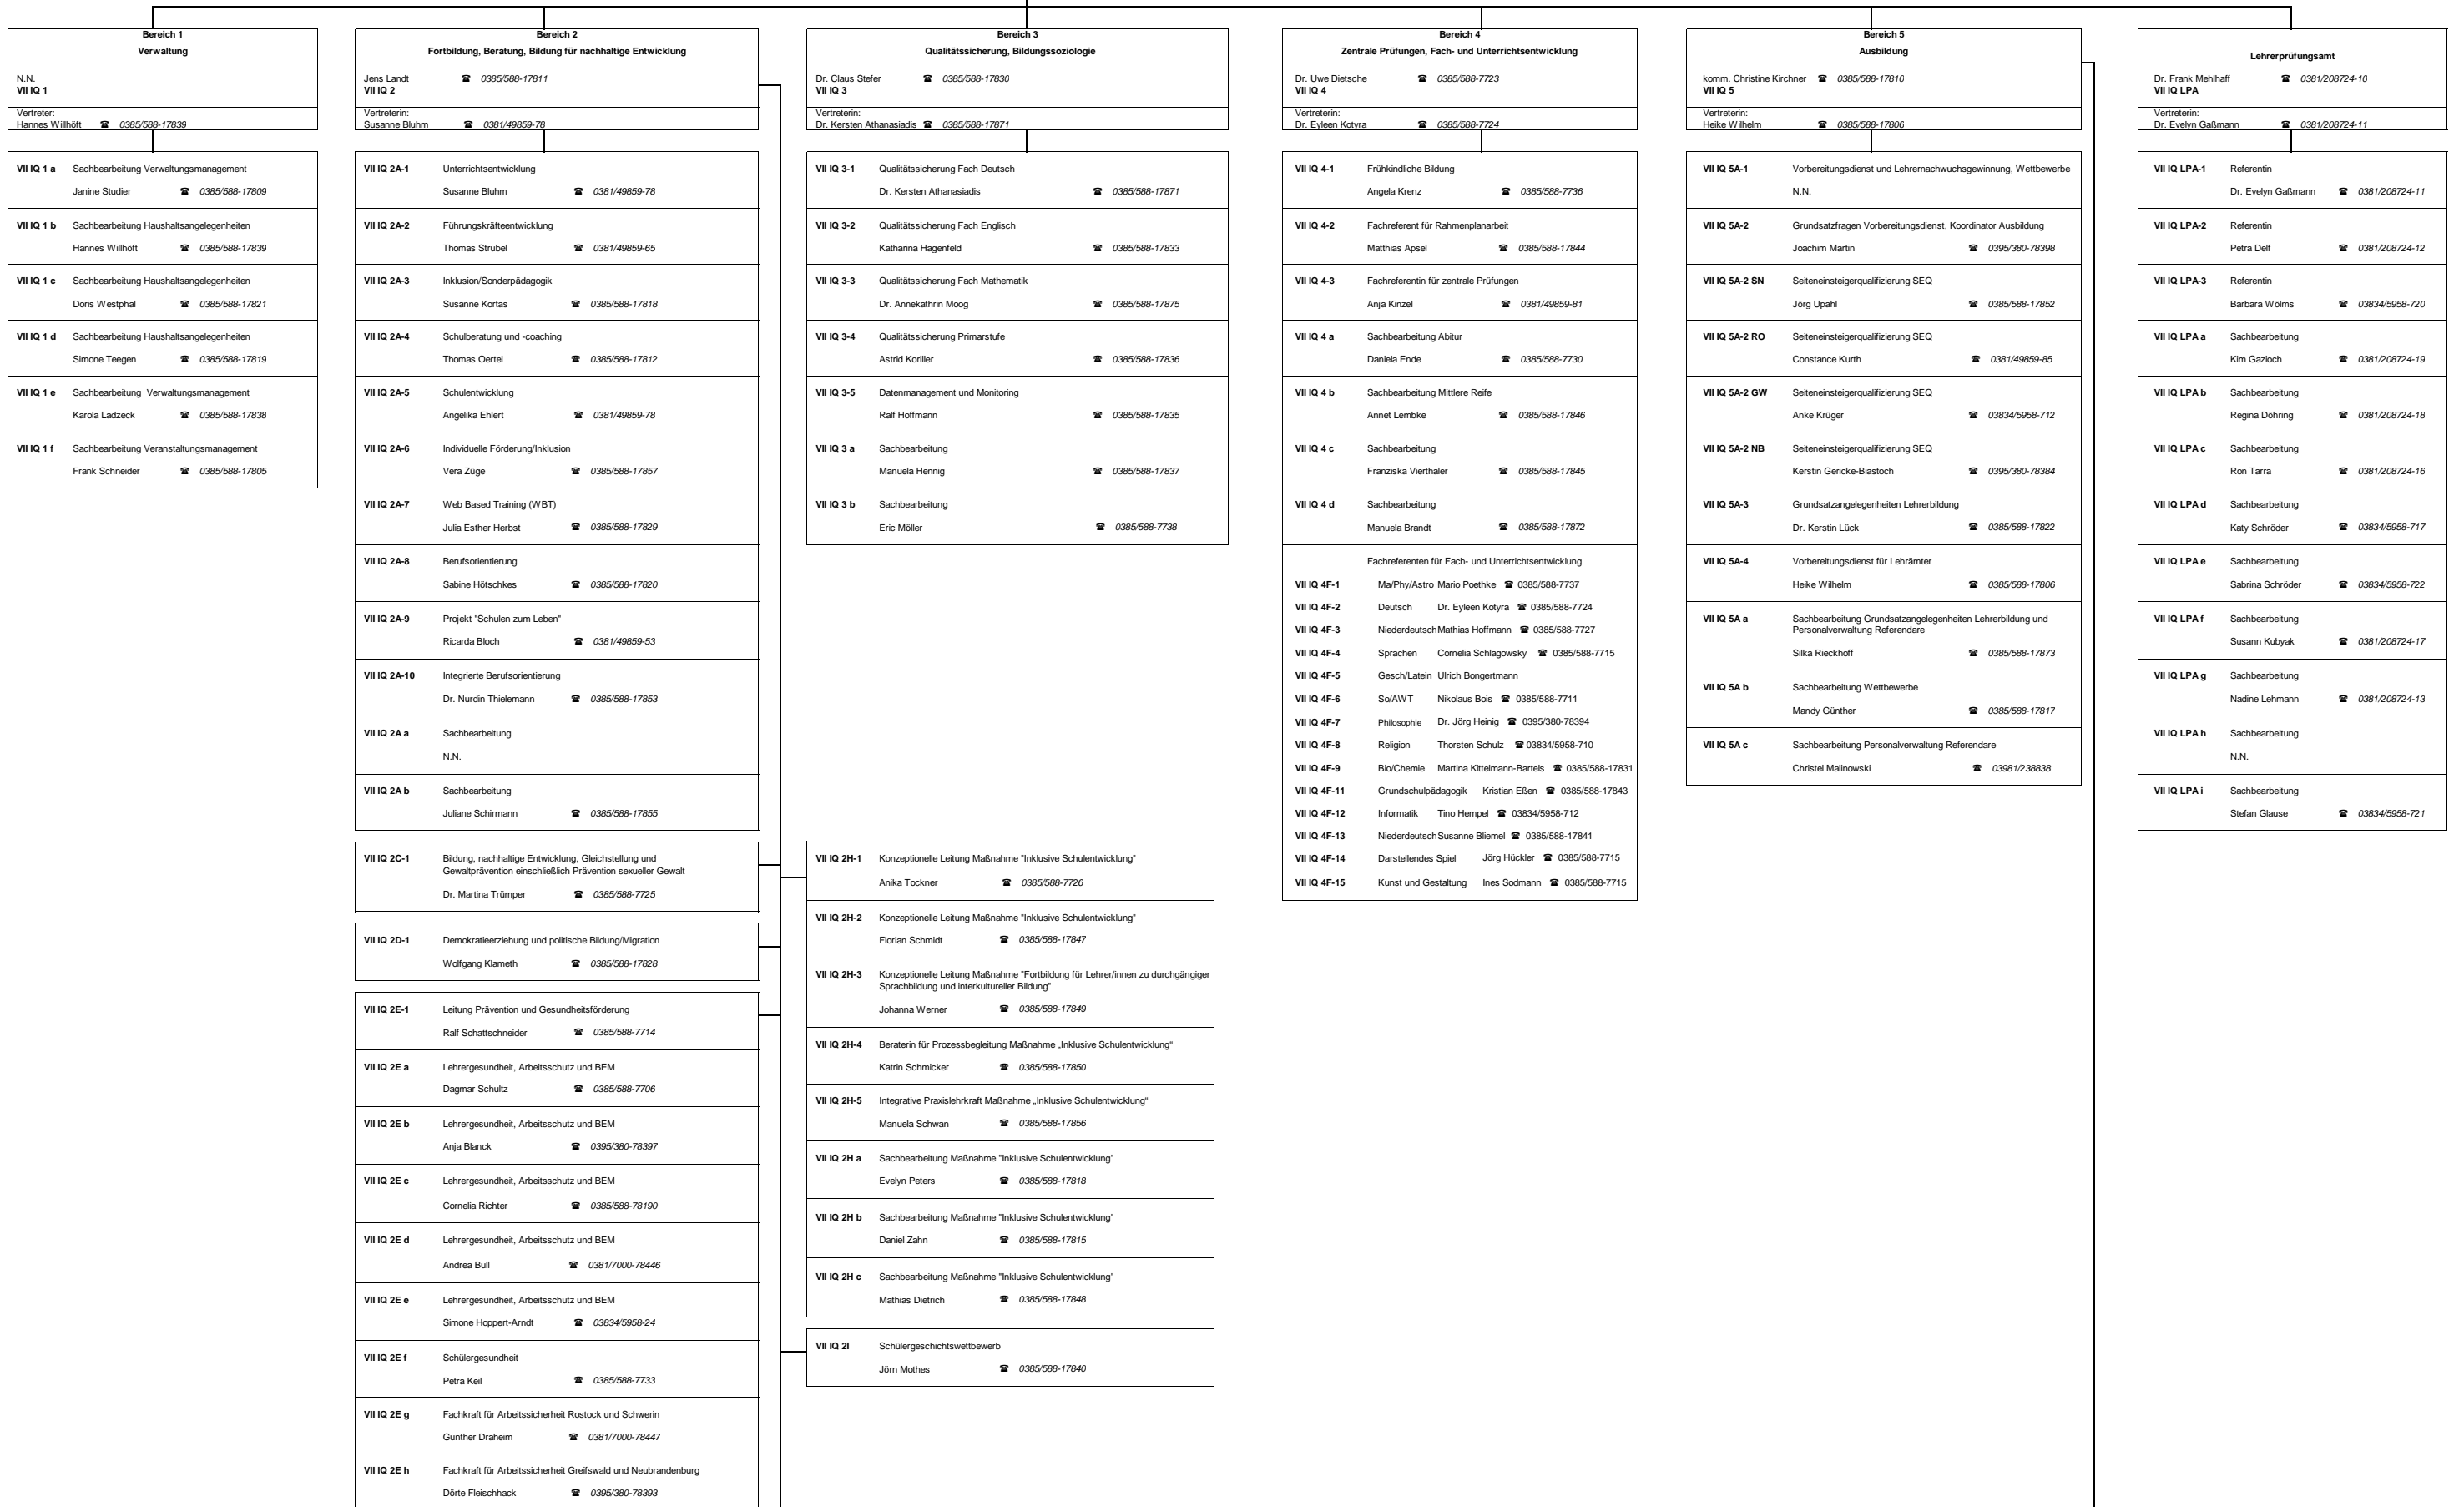 Bereich 1
Verwaltung
N.N.
VII IQ 1
Vertreter:
Hannes Willhöft ☎ 0385/588-17839
VII IQ 1 a Sachbearbeitung Verwaltungsmanagement
Janine Studier ☎ 0385/588-17809
VII IQ 1 b Sachbearbeitung Haushaltsangelegenheiten
Hannes Willhöft ☎ 0385/588-17839
VII IQ 1 c Sachbearbeitung Haushaltsangelegenheiten
Doris Westphal ☎ 0385/588-17821
VII IQ 1 d Sachbearbeitung Haushaltsangelegenheiten
Simone Teegen ☎ 0385/588-17819
VII IQ 1 e Sachbearbeitung Verwaltungsmanagement
Karola Ladzeck ☎ 0385/588-17838
VII IQ 1 f Sachbearbeitung Veranstaltungsmanagement
Frank Schneider ☎ 0385/588-17805
Bereich 2
Fortbildung, Beratung, Bildung für nachhaltige Entwicklung
Jens Landt ☎ 0385/588-17811
VII IQ 2
Vertreterin:
Susanne Bluhm ☎ 0381/49859-78
VII IQ 2A-1 Unterrichtsentwicklung
Susanne Bluhm ☎ 0381/49859-78
VII IQ 2A-2 Führungskräfteentwicklung
Thomas Strubel ☎ 0381/49859-65
VII IQ 2A-3 Inklusion/Sonderpädagogik
Susanne Kortas ☎ 0385/588-17818
VII IQ 2A-4 Schulberatung und -coaching
Thomas Oertel ☎ 0385/588-17812
VII IQ 2A-5 Schulentwicklung
Angelika Ehlert ☎ 0381/49859-78
VII IQ 2A-6 Individuelle Förderung/Inklusion
Vera Züge ☎ 0385/588-17857
VII IQ 2A-7 Web Based Training (WBT)
Julia Esther Herbst ☎ 0385/588-17829
VII IQ 2A-8 Berufsorientierung
Sabine Hötschkes ☎ 0385/588-17820
VII IQ 2A-9 Projekt "Schulen zum Leben"
Ricarda Bloch ☎ 0381/49859-53
VII IQ 2A-10 Integrierte Berufsorientierung
Dr. Nurdin Thielemann ☎ 0385/588-17853
VII IQ 2A a Sachbearbeitung
N.N.
VII IQ 2A b Sachbearbeitung
Juliane Schirmann ☎ 0385/588-17855
VII IQ 2C-1 Bildung, nachhaltige Entwicklung, Gleichstellung und
Gewaltprävention einschließlich Prävention sexueller Gewalt
Dr. Martina Trümper ☎ 0385/588-7725
VII IQ 2D-1 Demokratieerziehung und politische Bildung/Migration
Wolfgang Klameth ☎ 0385/588-17828
VII IQ 2E-1 Leitung Prävention und Gesundheitsförderung
Ralf Schattschneider ☎ 0385/588-7714
VII IQ 2E a Lehrergesundheit, Arbeitsschutz und BEM
Dagmar Schultz ☎ 0385/588-7706
VII IQ 2E b Lehrergesundheit, Arbeitsschutz und BEM
Anja Blanck ☎ 0395/380-78397
VII IQ 2E c Lehrergesundheit, Arbeitsschutz und BEM
Cornelia Richter ☎ 0385/588-78190
VII IQ 2E d Lehrergesundheit, Arbeitsschutz und BEM
Andrea Bull ☎ 0381/7000-78446
VII IQ 2E e Lehrergesundheit, Arbeitsschutz und BEM
Simone Hoppert-Arndt ☎ 03834/5958-24
VII IQ 2E f Schülergesundheit
Petra Keil ☎ 0385/588-7733
VII IQ 2E g Fachkraft für Arbeitssicherheit Rostock und Schwerin
Gunther Draheim ☎ 0381/7000-78447
VII IQ 2E h Fachkraft für Arbeitssicherheit Greifswald und Neubrandenburg
Dörte Fleischhack ☎ 0395/380-78393
Bereich 3
Qualitätssicherung, Bildungssoziologie
Dr. Claus Stefer ☎ 0385/588-17830
VII IQ 3
Vertreterin:
Dr. Kersten Athanasiadis ☎ 0385/588-17871
VII IQ 3-1 Qualitätssicherung Fach Deutsch
Dr. Kersten Athanasiadis ☎ 0385/588-17871
VII IQ 3-2 Qualitätssicherung Fach Englisch
Katharina Hagenfeld ☎ 0385/588-17833
VII IQ 3-3 Qualitätssicherung Fach Mathematik
Dr. Annekathrin Moog ☎ 0385/588-17875
VII IQ 3-4 Qualitätssicherung Primarstufe
Astrid Koriller ☎ 0385/588-17836
VII IQ 3-5 Datenmanagement und Monitoring
Ralf Hoffmann ☎ 0385/588-17835
VII IQ 3 a Sachbearbeitung
Manuela Hennig ☎ 0385/588-17837
VII IQ 3 b Sachbearbeitung
Eric Möller ☎ 0385/588-7738
VII IQ 2H-1 Konzeptionelle Leitung Maßnahme "Inklusive Schulentwicklung"
Anika Tockner ☎ 0385/588-7726
VII IQ 2H-2 Konzeptionelle Leitung Maßnahme "Inklusive Schulentwicklung"
Florian Schmidt ☎ 0385/588-17847
VII IQ 2H-3 Konzeptionelle Leitung Maßnahme "Fortbildung für Lehrer/innen zu durchgängiger
Sprachbildung und interkultureller Bildung"
Johanna Werner ☎ 0385/588-17849
VII IQ 2H-4 Beraterin für Prozessbegleitung Maßnahme „Inklusive Schulentwicklung“
Katrin Schmicker ☎ 0385/588-17850
VII IQ 2H-5 Integrative Praxislehrkraft Maßnahme „Inklusive Schulentwicklung“
Manuela Schwan ☎ 0385/588-17856
VII IQ 2H a Sachbearbeitung Maßnahme "Inklusive Schulentwicklung"
Evelyn Peters ☎ 0385/588-17818
VII IQ 2H b Sachbearbeitung Maßnahme "Inklusive Schulentwicklung"
Daniel Zahn ☎ 0385/588-17815
VII IQ 2H c Sachbearbeitung Maßnahme "Inklusive Schulentwicklung"
Mathias Dietrich ☎ 0385/588-17848
VII IQ 2I Schülergeschichtswettbewerb
Jörn Mothes ☎ 0385/588-17840
Bereich 4
Zentrale Prüfungen, Fach- und Unterrichtsentwicklung
Dr. Uwe Dietsche ☎ 0385/588-7723
VII IQ 4
Vertreterin:
Dr. Eyleen Kotyra ☎ 0385/588-7724
VII IQ 4-1 Frühkindliche Bildung
Angela Krenz ☎ 0385/588-7736
VII IQ 4-2 Fachreferent für Rahmenplanarbeit
Matthias Apsel ☎ 0385/588-17844
VII IQ 4-3 Fachreferentin für zentrale Prüfungen
Anja Kinzel ☎ 0381/49859-81
VII IQ 4 a Sachbearbeitung Abitur
Daniela Ende ☎ 0385/588-7730
VII IQ 4 b Sachbearbeitung Mittlere Reife
Annet Lembke ☎ 0385/588-17846
VII IQ 4 c Sachbearbeitung
Franziska Vierthaler ☎ 0385/588-17845
VII IQ 4 d Sachbearbeitung
Manuela Brandt ☎ 0385/588-17872
Fachreferenten für Fach- und Unterrichtsentwicklung
VII IQ 4F-1 Ma/Phy/Astro Mario Poethke ☎ 0385/588-7737
VII IQ 4F-2 Deutsch Dr. Eyleen Kotyra ☎ 0385/588-7724
VII IQ 4F-3 Niederdeutsch Mathias Hoffmann ☎ 0385/588-7727
VII IQ 4F-4 Sprachen Cornelia Schlagowsky ☎ 0385/588-7715
VII IQ 4F-5 Gesch/Latein Ulrich Bongertmann
VII IQ 4F-6 So/AWT Nikolaus Bois ☎ 0385/588-7711
VII IQ 4F-7 Philosophie Dr. Jörg Heinig ☎ 0395/380-78394
VII IQ 4F-8 Religion Thorsten Schulz ☎ 03834/5958-710
VII IQ 4F-9 Bio/Chemie Martina Kittelmann-Bartels ☎ 0385/588-17831
VII IQ 4F-11 Grundschulpädagogik Kristian Eßen ☎ 0385/588-17843
VII IQ 4F-12 Informatik Tino Hempel ☎ 03834/5958-712
VII IQ 4F-13 Niederdeutsch Susanne Bliemel ☎ 0385/588-17841
VII IQ 4F-14 Darstellendes Spiel Jörg Hückler ☎ 0385/588-7715
VII IQ 4F-15 Kunst und Gestaltung Ines Sodmann ☎ 0385/588-7715
Bereich 5
Ausbildung
komm. Christine Kirchner ☎ 0385/588-17810
VII IQ 5
Vertreterin:
Heike Wilhelm ☎ 0385/588-17806
VII IQ 5A-1 Vorbereitungsdienst und Lehrernachwuchsgewinnung, Wettbewerbe
N.N.
VII IQ 5A-2 Grundsatzfragen Vorbereitungsdienst, Koordinator Ausbildung
Joachim Martin ☎ 0395/380-78398
VII IQ 5A-2 SN Seiteneinsteigerqualifizierung SEQ
Jörg Upahl ☎ 0385/588-17852
VII IQ 5A-2 RO Seiteneinsteigerqualifizierung SEQ
Constance Kurth ☎ 0381/49859-85
VII IQ 5A-2 GW Seiteneinsteigerqualifizierung SEQ
Anke Krüger ☎ 03834/5958-712
VII IQ 5A-2 NB Seiteneinsteigerqualifizierung SEQ
Kerstin Gericke-Biastoch ☎ 0395/380-78384
VII IQ 5A-3 Grundsatzangelegenheiten Lehrerbildung
Dr. Kerstin Lück ☎ 0385/588-17822
VII IQ 5A-4 Vorbereitungsdienst für Lehrämter
Heike Wilhelm ☎ 0385/588-17806
VII IQ 5A a Sachbearbeitung Grundsatzangelegenheiten Lehrerbildung und
Personalverwaltung Referendare
Silka Rieckhoff ☎ 0385/588-17873
VII IQ 5A b Sachbearbeitung Wettbewerbe
Mandy Günther ☎ 0385/588-17817
VII IQ 5A c Sachbearbeitung Personalverwaltung Referendare
Christel Malinowski ☎ 03981/238838
Lehrerprüfungsamt
Dr. Frank Mehlhaff ☎ 0381/208724-10
VII IQ LPA
Vertreterin:
Dr. Evelyn Gaßmann ☎ 0381/208724-11
VII IQ LPA-1 Referentin
Dr. Evelyn Gaßmann ☎ 0381/208724-11
VII IQ LPA-2 Referentin
Petra Delf ☎ 0381/208724-12
VII IQ LPA-3 Referentin
Barbara Wölms ☎ 03834/5958-720
VII IQ LPA a Sachbearbeitung
Kim Gazioch ☎ 0381/208724-19
VII IQ LPA b Sachbearbeitung
Regina Döhring ☎ 0381/208724-18
VII IQ LPA c Sachbearbeitung
Ron Tarra ☎ 0381/208724-16
VII IQ LPA d Sachbearbeitung
Katy Schröder ☎ 03834/5958-717
VII IQ LPA e Sachbearbeitung
Sabrina Schröder ☎ 03834/5958-722
VII IQ LPA f Sachbearbeitung
Susann Kubyak ☎ 0381/208724-17
VII IQ LPA g Sachbearbeitung
Nadine Lehmann ☎ 0381/208724-13
VII IQ LPA h Sachbearbeitung
N.N.
VII IQ LPA i Sachbearbeitung
Stefan Glause ☎ 03834/5958-721